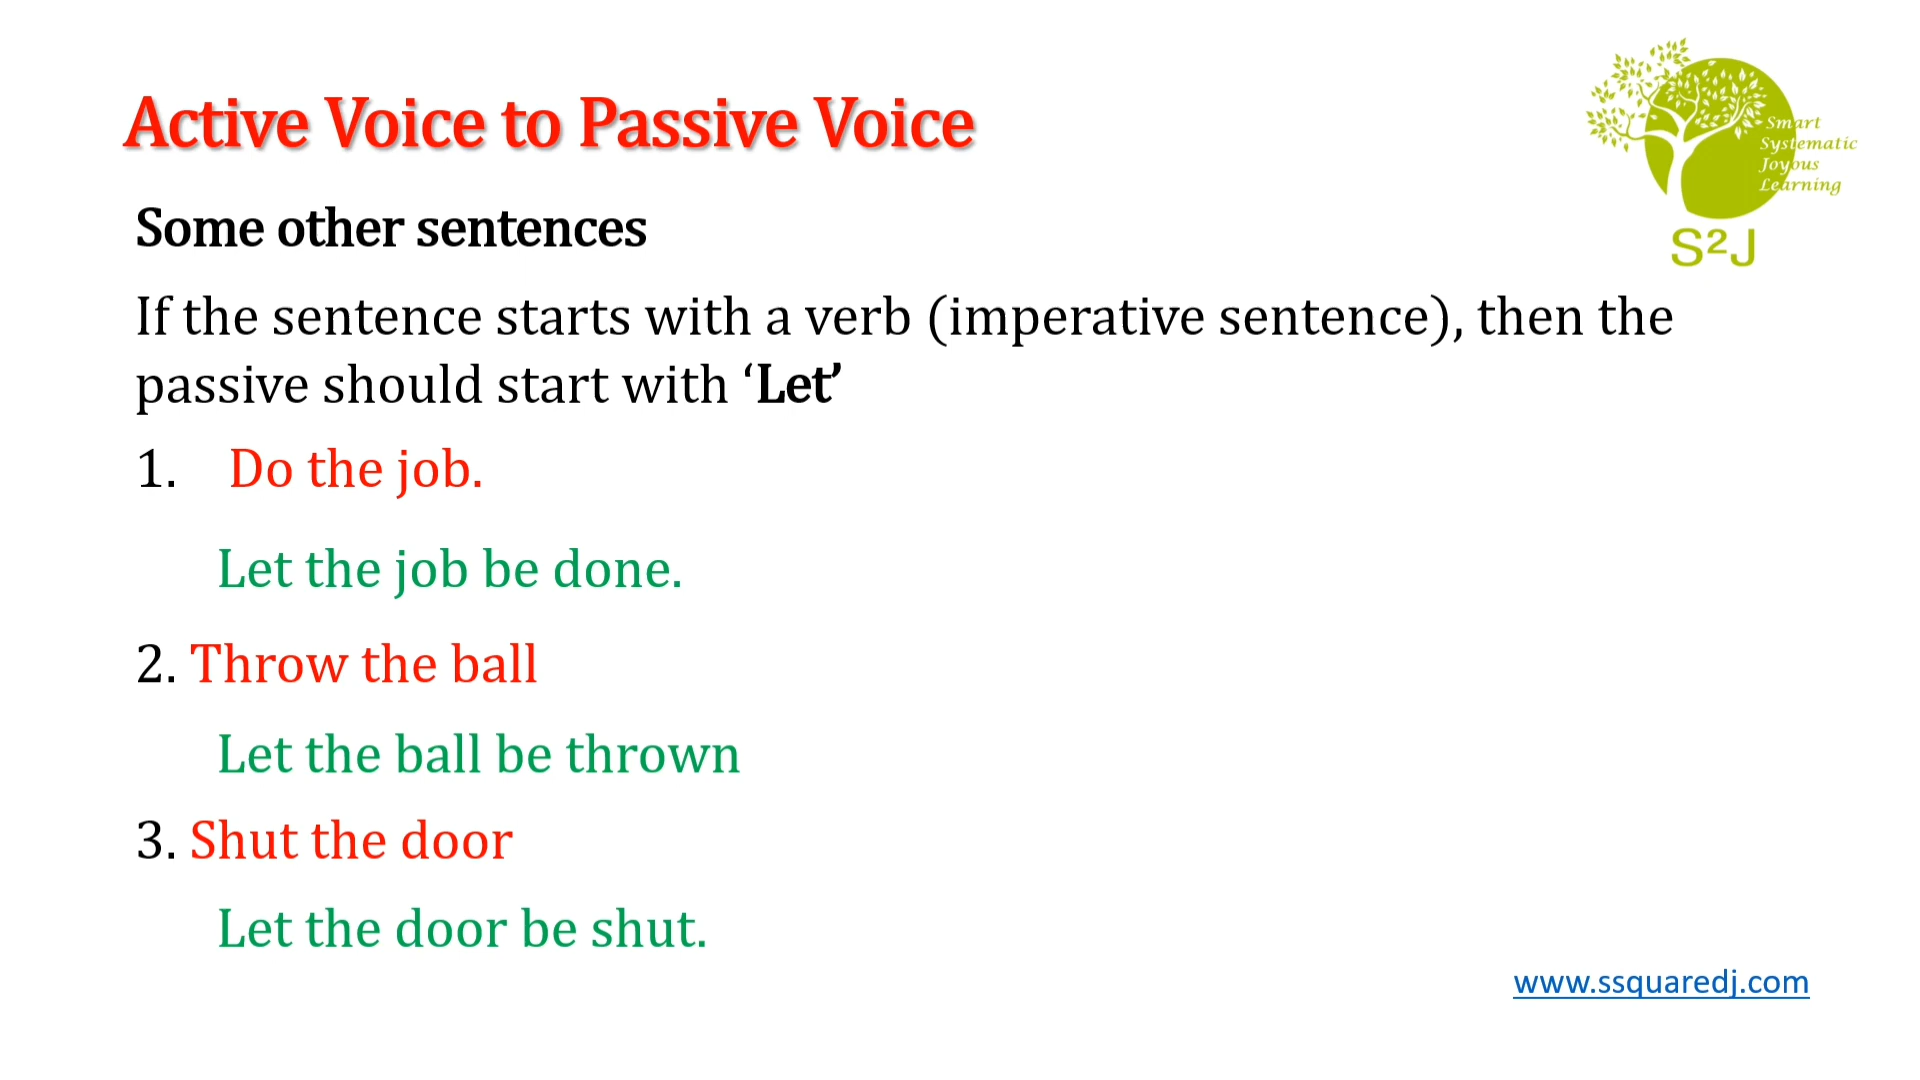 Active Voice to Passive Voice
Smart
Systematic
Joyous
Learning
S²J
Some other sentences
If the sentence starts with a verb (imperative sentence), then the
passive should start with ‘Let’
1. Do the job.
Let the job be done.
2. Throw the ball
Let the ball be thrown
3. Shut the door
Let the door be shut.
www.ssquaredj.com